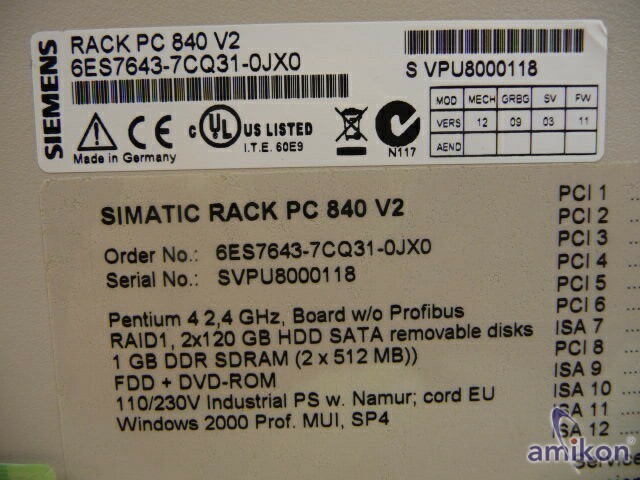 SIEMENS
RACK PC 840 V2
6ES7643-7CQ31-0JX0
S VPU8000118
C UL US LISTED
I.T.E. 60E9
N117
Made in Germany
MOD MECH GRBG SV FW
VERS 12 09 03 11
AEND
SIMATIC RACK PC 840 V2
Order No.: 6ES7643-7CQ31-0JX0
Serial No.: SVPU8000118
Pentium 4 2,4 GHz, Board w/o Profibus
RAID1, 2x120 GB HDD SATA removable disks
1 GB DDR SDRAM (2 x 512 MB))
FDD + DVD-ROM
110/230V Industrial PS w. Namur; cord EU
Windows 2000 Prof. MUI, SP4
PCI 1 ...
PCI 2 ...
PCI 3 ...
PCI 4 ...
PCI 5 ...
PCI 6 ...
ISA 7 ...
PCI 8 ...
ISA 9 ...
ISA 10 ...
ISA 11 ...
ISA 12 ...
Service
amikon